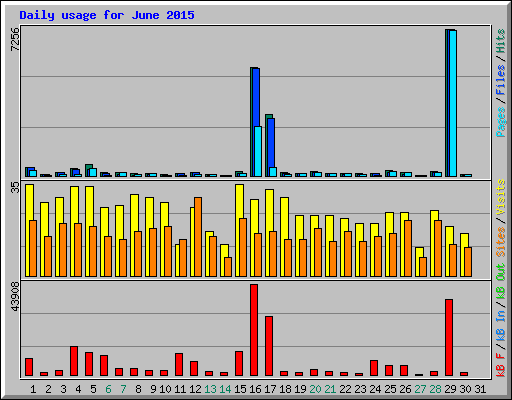 Daily usage for June 2015
7256
Pages / Files / Hits
35
Sites / Visits
43908
kB F / kB In / kB Out
1 2 3 4 5 6 7 8 9 10 11 12 13 14 15 16 17 18 19 20 21 22 23 24 25 26 27 28 29 30 31